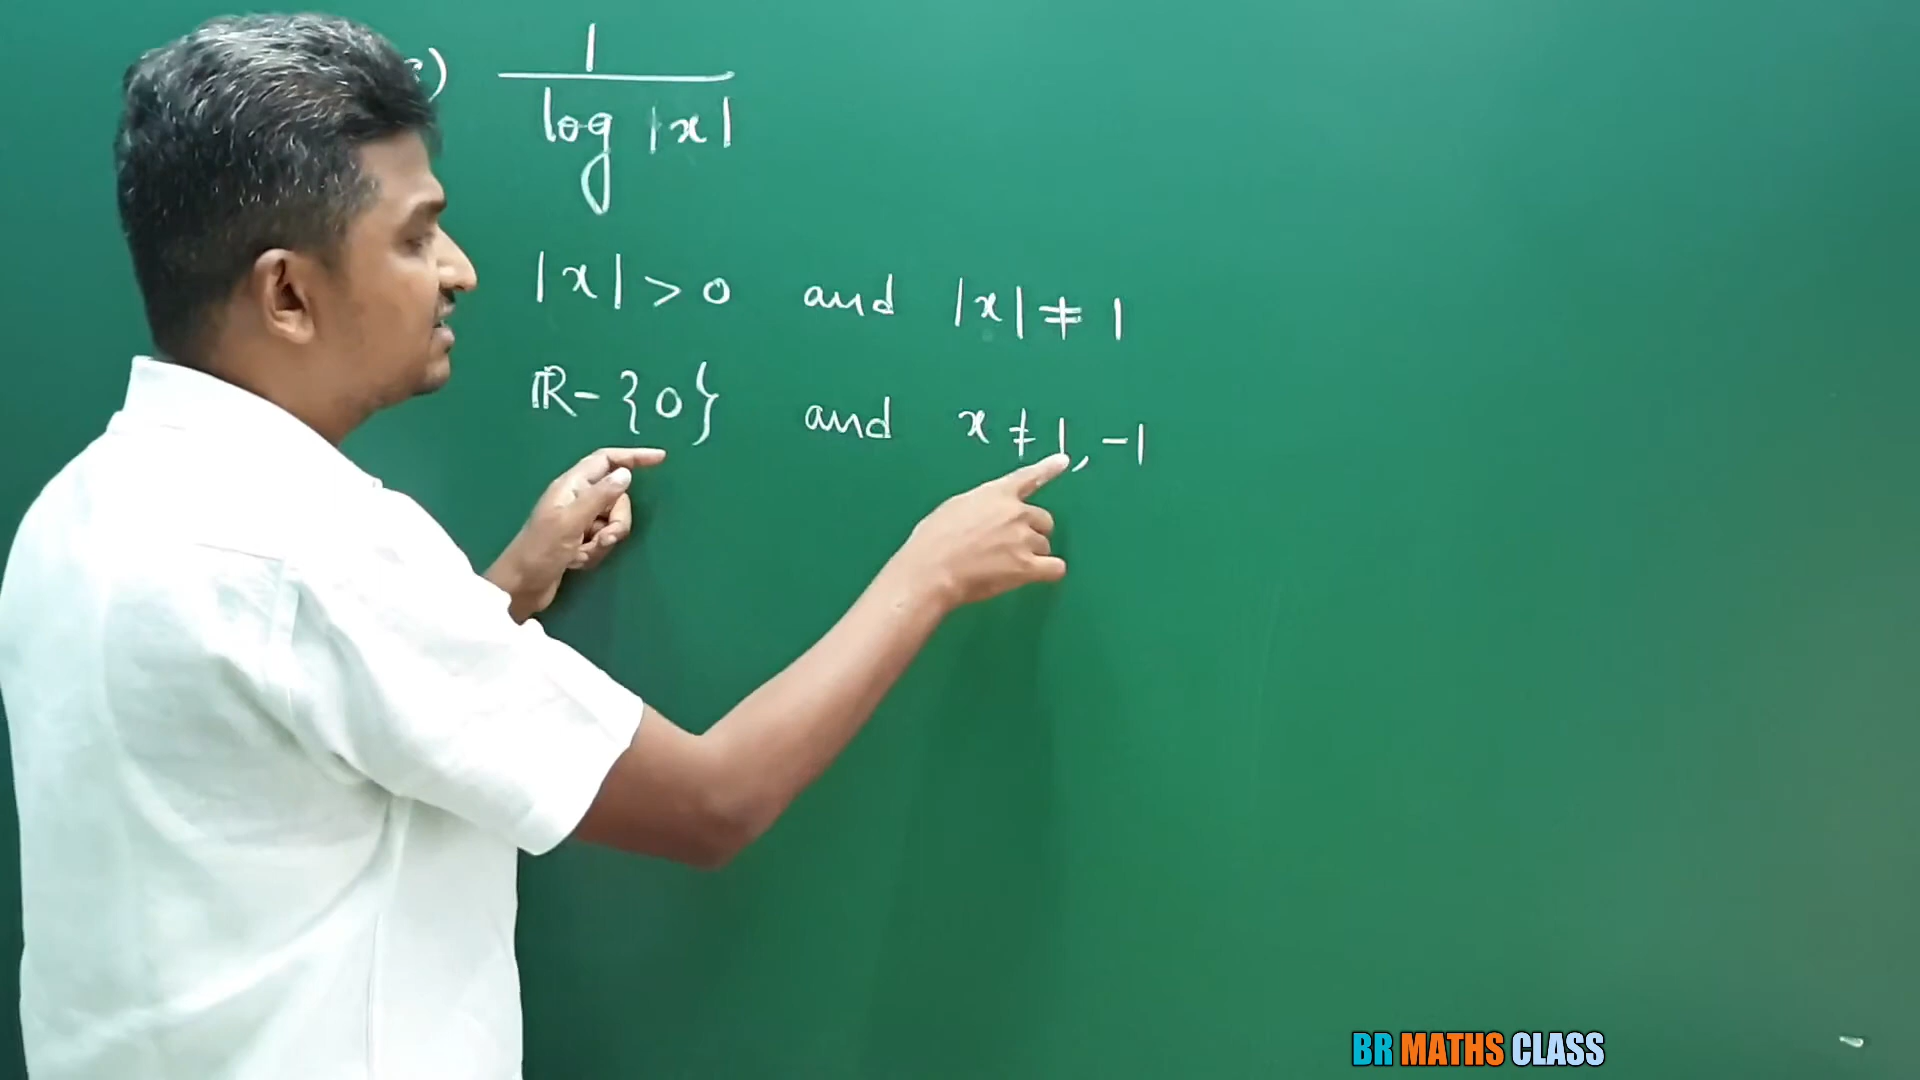 )
1
log |x|
|x| > 0 and |x| ≠ 1
ℝ - {0} and x ≠ 1, -1
BR MATHS CLASS